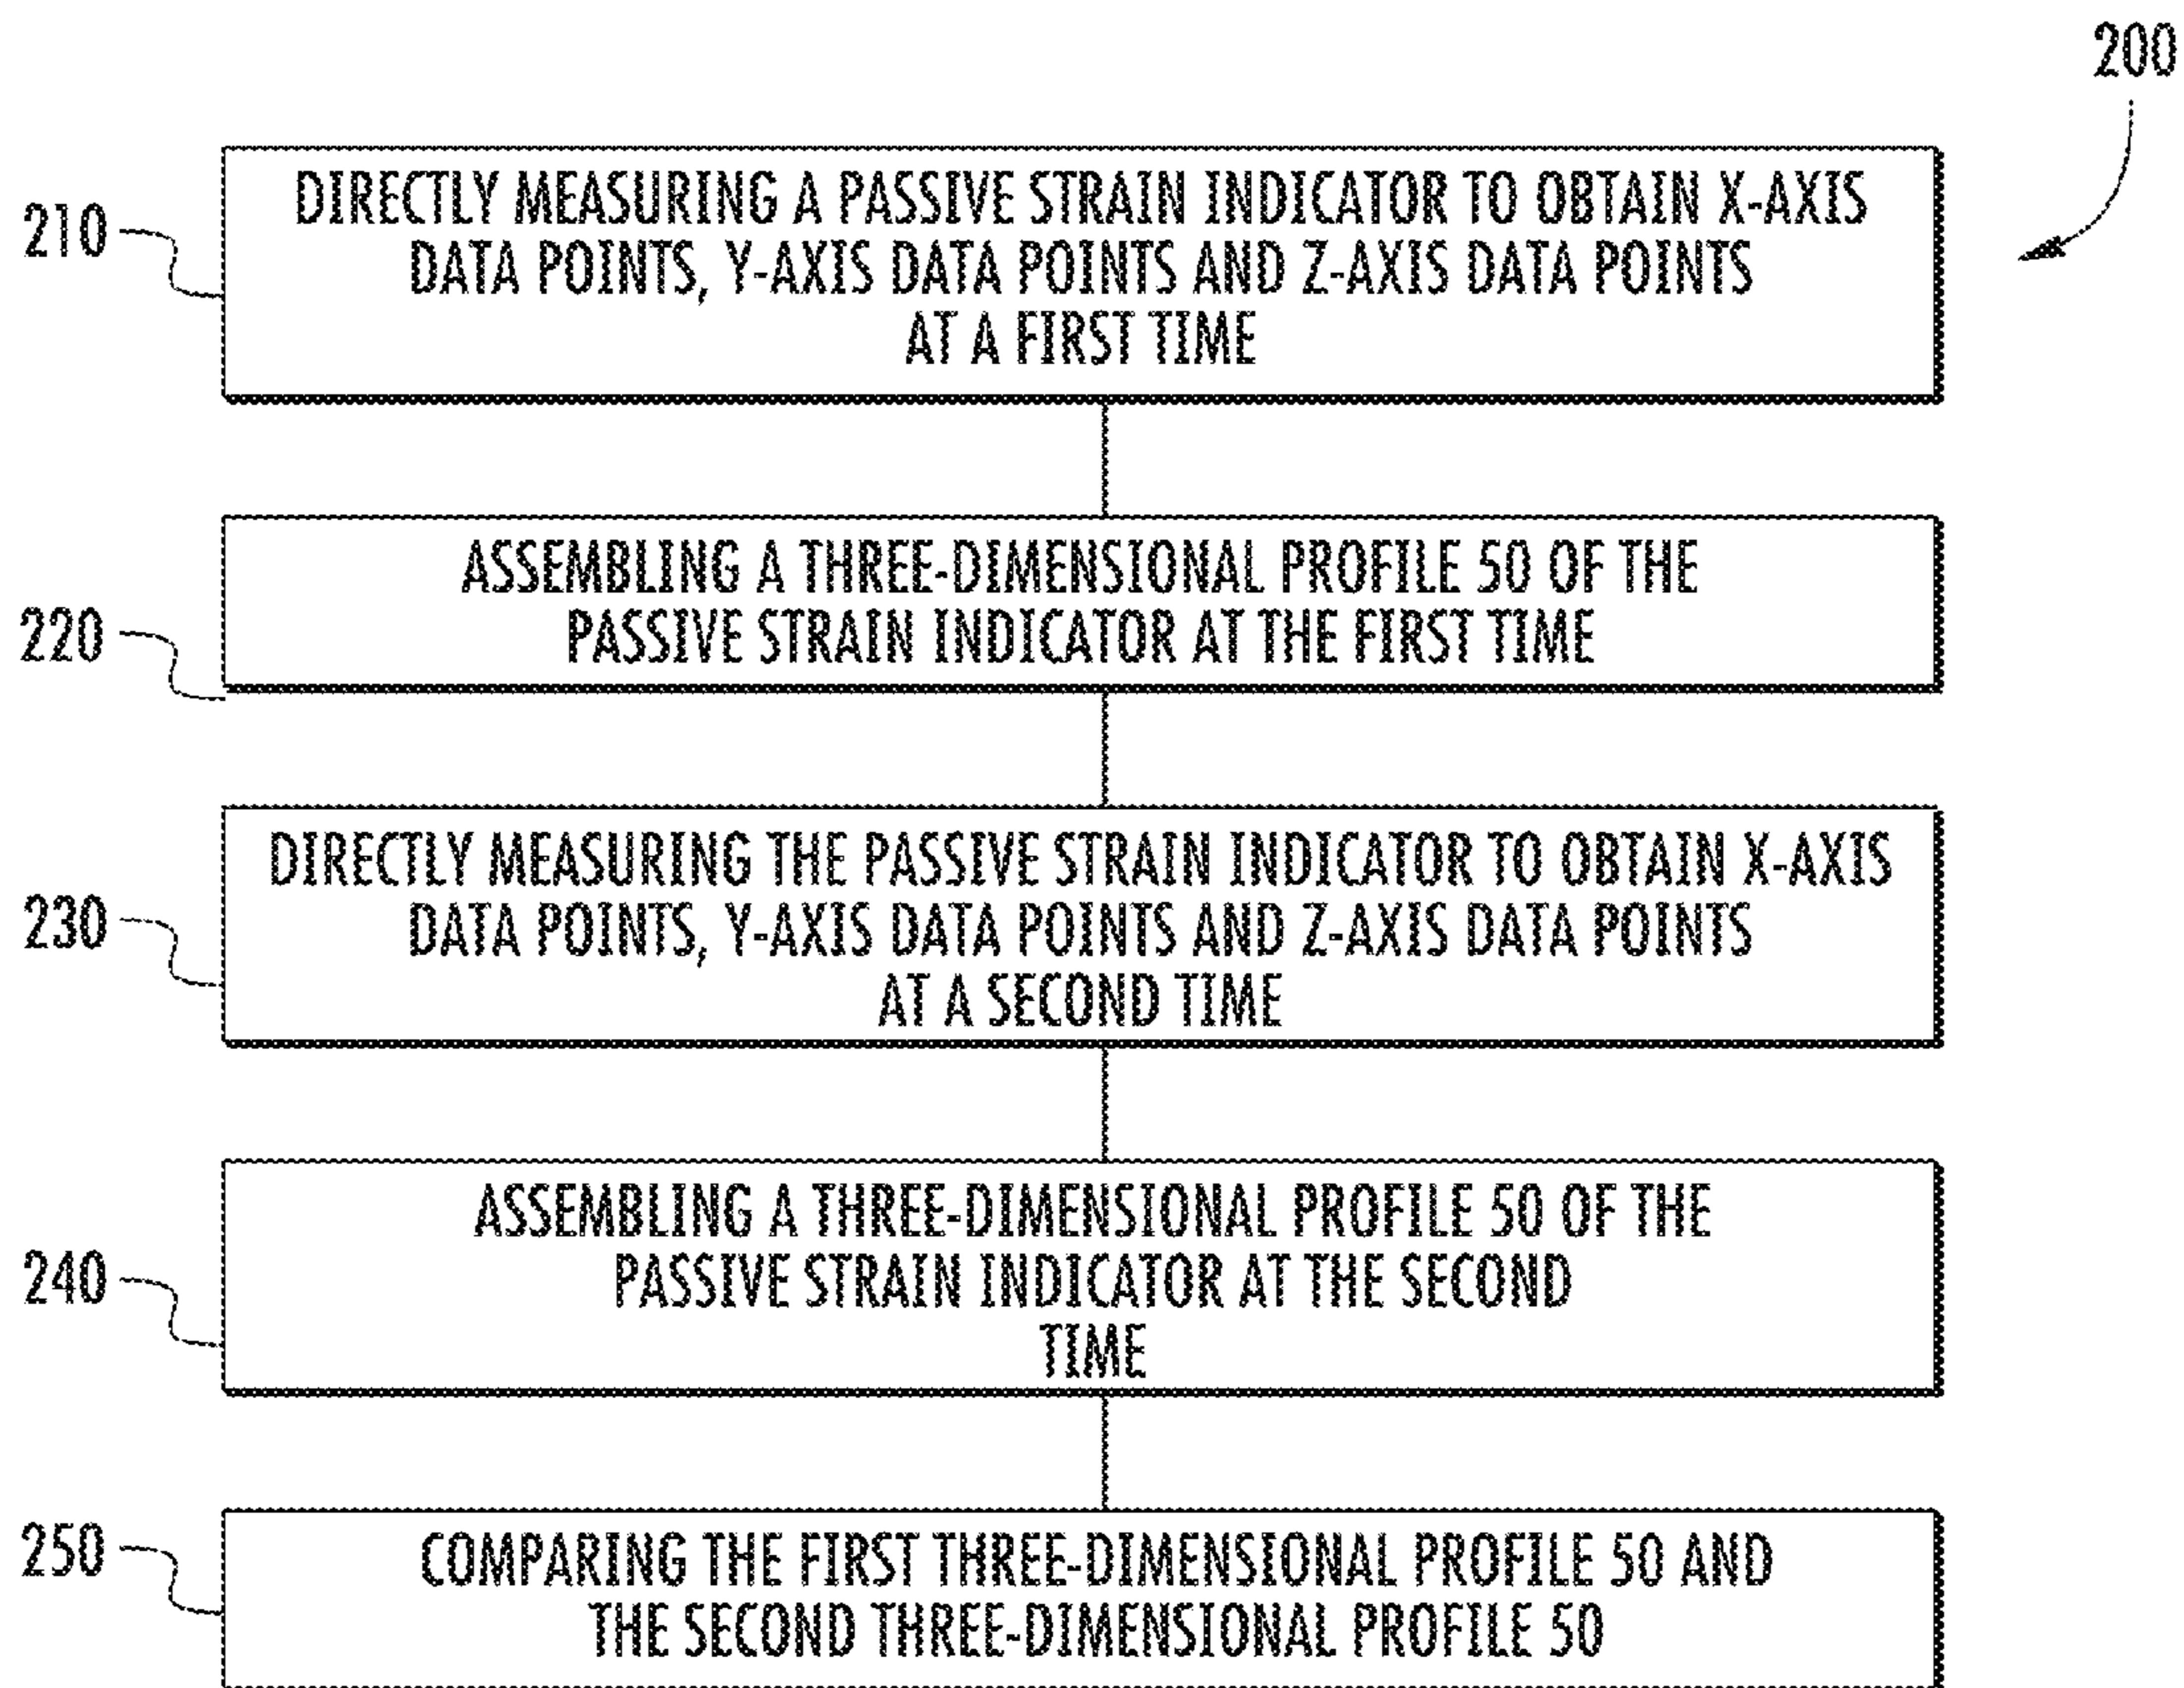 200
210
DIRECTLY MEASURING A PASSIVE STRAIN INDICATOR TO OBTAIN X-AXIS
DATA POINTS, Y-AXIS DATA POINTS AND Z-AXIS DATA POINTS
AT A FIRST TIME
220
ASSEMBLING A THREE-DIMENSIONAL PROFILE 50 OF THE
PASSIVE STRAIN INDICATOR AT THE FIRST TIME
230
DIRECTLY MEASURING THE PASSIVE STRAIN INDICATOR TO OBTAIN X-AXIS
DATA POINTS, Y-AXIS DATA POINTS AND Z-AXIS DATA POINTS
AT A SECOND TIME
240
ASSEMBLING A THREE-DIMENSIONAL PROFILE 50 OF THE
PASSIVE STRAIN INDICATOR AT THE SECOND
TIME
250
COMPARING THE FIRST THREE-DIMENSIONAL PROFILE 50 AND
THE SECOND THREE-DIMENSIONAL PROFILE 50